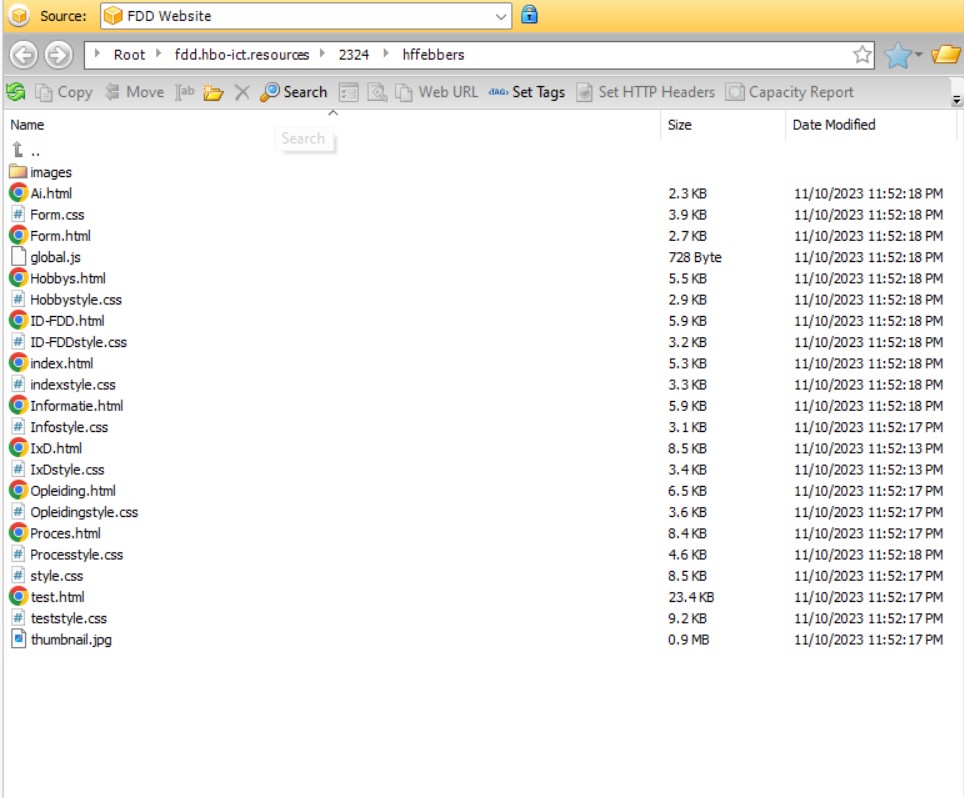 Source: FDD Website
Root fdd.hbo-ict.resources 2324 hffebbers
Copy Move Iab Search Web URL <TAG> Set Tags Set HTTP Headers Capacity Report
Name Size Date Modified
Search
..
images
Ai.html 2.3 KB 11/10/2023 11:52:18 PM
Form.css 3.9 KB 11/10/2023 11:52:18 PM
Form.html 2.7 KB 11/10/2023 11:52:18 PM
global.js 728 Byte 11/10/2023 11:52:18 PM
Hobbys.html 5.5 KB 11/10/2023 11:52:18 PM
Hobbystyle.css 2.9 KB 11/10/2023 11:52:18 PM
ID-FDD.html 5.9 KB 11/10/2023 11:52:18 PM
ID-FDDstyle.css 3.2 KB 11/10/2023 11:52:18 PM
index.html 5.3 KB 11/10/2023 11:52:18 PM
indexstyle.css 3.3 KB 11/10/2023 11:52:18 PM
Informatie.html 5.9 KB 11/10/2023 11:52:18 PM
Infostyle.css 3.1 KB 11/10/2023 11:52:17 PM
IxD.html 8.5 KB 11/10/2023 11:52:13 PM
IxDstyle.css 3.4 KB 11/10/2023 11:52:13 PM
Opleiding.html 6.5 KB 11/10/2023 11:52:17 PM
Opleidingstyle.css 3.6 KB 11/10/2023 11:52:17 PM
Proces.html 8.4 KB 11/10/2023 11:52:17 PM
Processtyle.css 4.6 KB 11/10/2023 11:52:18 PM
style.css 8.5 KB 11/10/2023 11:52:17 PM
test.html 23.4 KB 11/10/2023 11:52:17 PM
teststyle.css 9.2 KB 11/10/2023 11:52:17 PM
thumbnail.jpg 0.9 MB 11/10/2023 11:52:17 PM